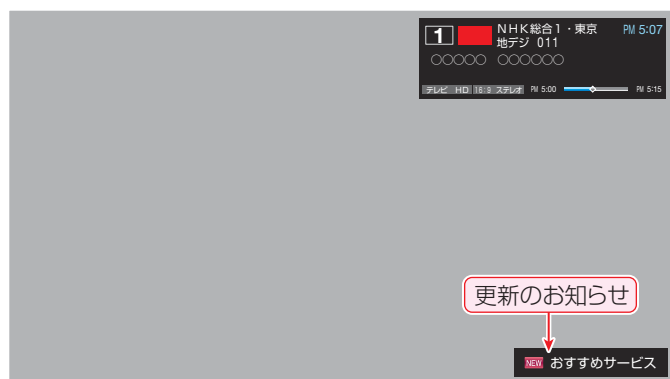 1 NHK総合1・東京 PM 5:07
地デジ 011
○○○○○ ○○○○○○
テレビ HD 16:9 ステレオ PM 5:00 PM 5:15
更新のお知らせ
NEW おすすめサービス